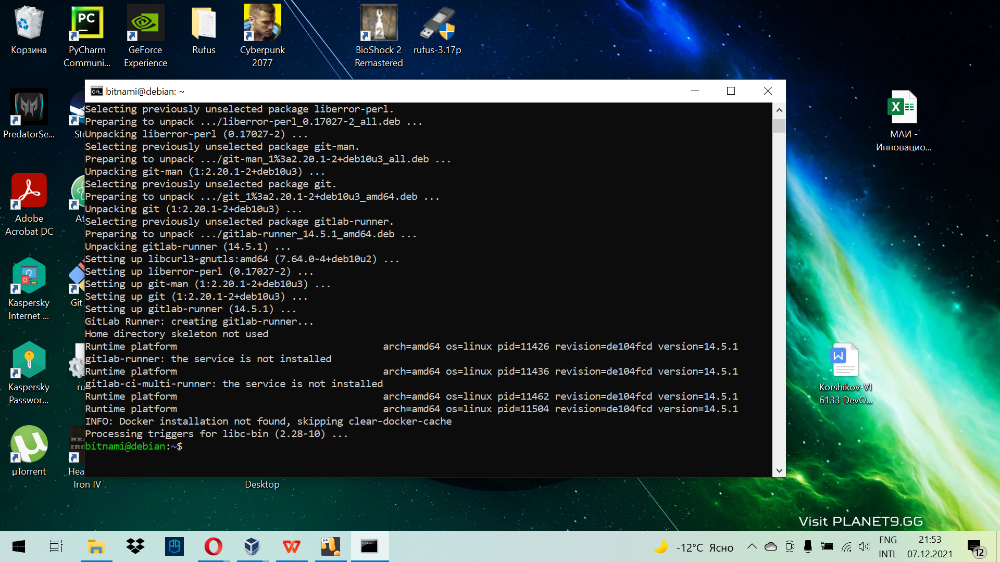 Корзина
PyCharm
Communi...
GeForce
Experience
Rufus
Cyberpunk
2077
BioShock 2
Remastered
rufus-3.17p
PC
2
PredatorSe...
bitnami@debian: ~
Selecting previously unselected package liberror-perl.
Preparing to unpack .../liberror-perl_0.17027-2_all.deb ...
Unpacking liberror-perl (0.17027-2) ...
Selecting previously unselected package git-man.
Preparing to unpack .../git-man_1%3a2.20.1-2+deb10u3_all.deb ...
Unpacking git-man (1:2.20.1-2+deb10u3) ...
Selecting previously unselected package git.
Preparing to unpack .../git_1%3a2.20.1-2+deb10u3_amd64.deb ...
Unpacking git (1:2.20.1-2+deb10u3) ...
Selecting previously unselected package gitlab-runner.
Preparing to unpack .../gitlab-runner_14.5.1_amd64.deb ...
Unpacking gitlab-runner (14.5.1) ...
Setting up libcurl3-gnutls:amd64 (7.64.0-4+deb10u2) ...
Setting up liberror-perl (0.17027-2) ...
Setting up git-man (1:2.20.1-2+deb10u3) ...
Setting up git (1:2.20.1-2+deb10u3) ...
Setting up gitlab-runner (14.5.1) ...
GitLab Runner: creating gitlab-runner...
Home directory skeleton not used
Runtime platform arch=amd64 os=linux pid=11426 revision=de104fcd version=14.5.1
gitlab-runner: the service is not installed
Runtime platform arch=amd64 os=linux pid=11436 revision=de104fcd version=14.5.1
gitlab-ci-multi-runner: the service is not installed
Runtime platform arch=amd64 os=linux pid=11462 revision=de104fcd version=14.5.1
Runtime platform arch=amd64 os=linux pid=11504 revision=de104fcd version=14.5.1
INFO: Docker installation not found, skipping clear-docker-cache
Processing triggers for libc-bin (2.28-10) ...
bitnami@debian:~$
Ste
Adobe
Acrobat DC
At
Kaspersky
Internet ...
Git
Kaspersky
Passwor...
ru
µTorrent
Hea
Iron IV
Desktop
X
МАИ -
Инновацио...
W
Korshikov-VI
6133 DevO...
Visit PLANET9.GG
64
-12°C Ясно
ENG
INTL
21:53
07.12.2021
12